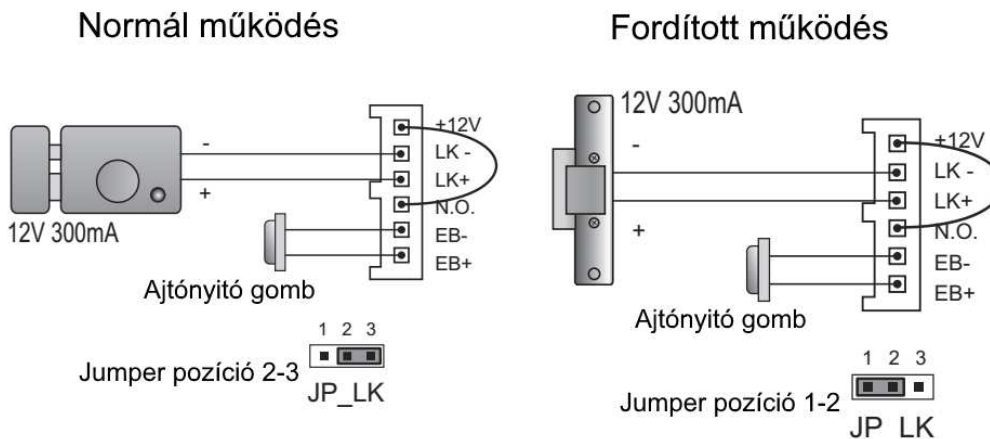 Normál működés
-
+
12V 300mA
+12V
LK -
LK+
N.O.
EB-
EB+
Ajtónyitó gomb
1 2 3
Jumper pozíció 2-3
JP_LK
Fordított működés
12V 300mA
-
+
+12V
LK -
LK+
N.O.
EB-
EB+
Ajtónyitó gomb
1 2 3
Jumper pozíció 1-2
JP LK